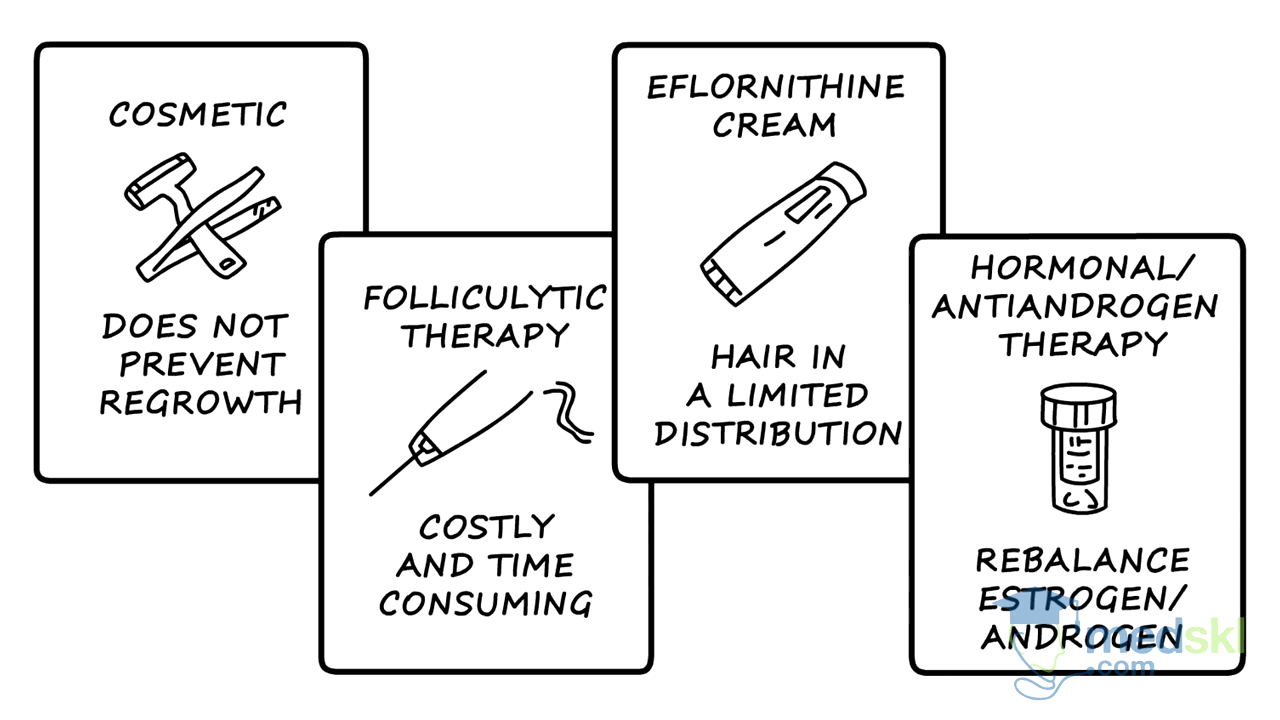 COSMETIC
DOES NOT
PREVENT
REGROWTH
FOLLICULYTIC
THERAPY
COSTLY
AND TIME
CONSUMING
EFLORNITHINE
CREAM
HAIR IN
A LIMITED
DISTRIBUTION
HORMONAL/
ANTIANDROGEN
THERAPY
REBALANCE
ESTROGEN/
ANDROGEN
medskl
.com